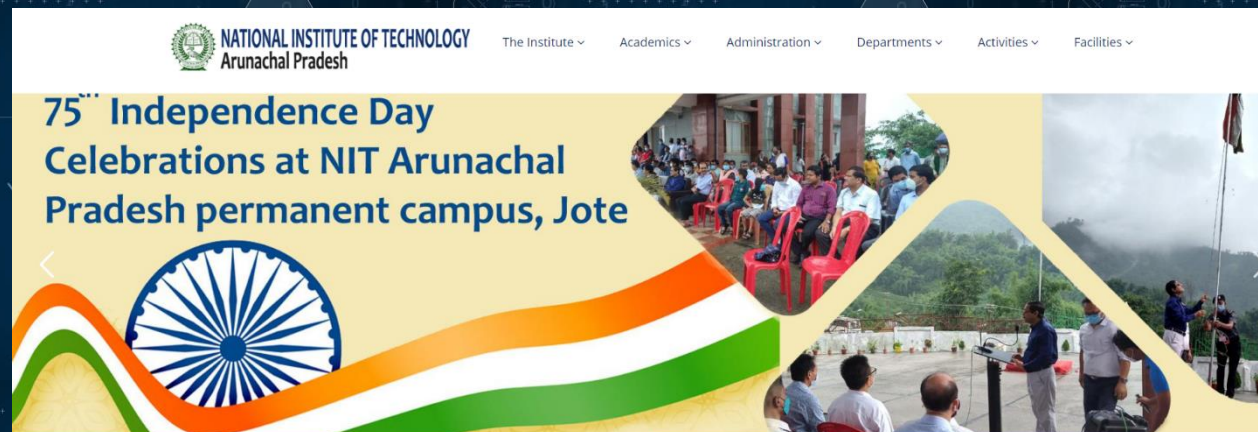 NATIONAL INSTITUTE OF TECHNOLOGY
Arunachal Pradesh
The Institute
Academics
Administration
Departments
Activities
Facilities
75th Independence Day
Celebrations at NIT Arunachal
Pradesh permanent campus, Jote